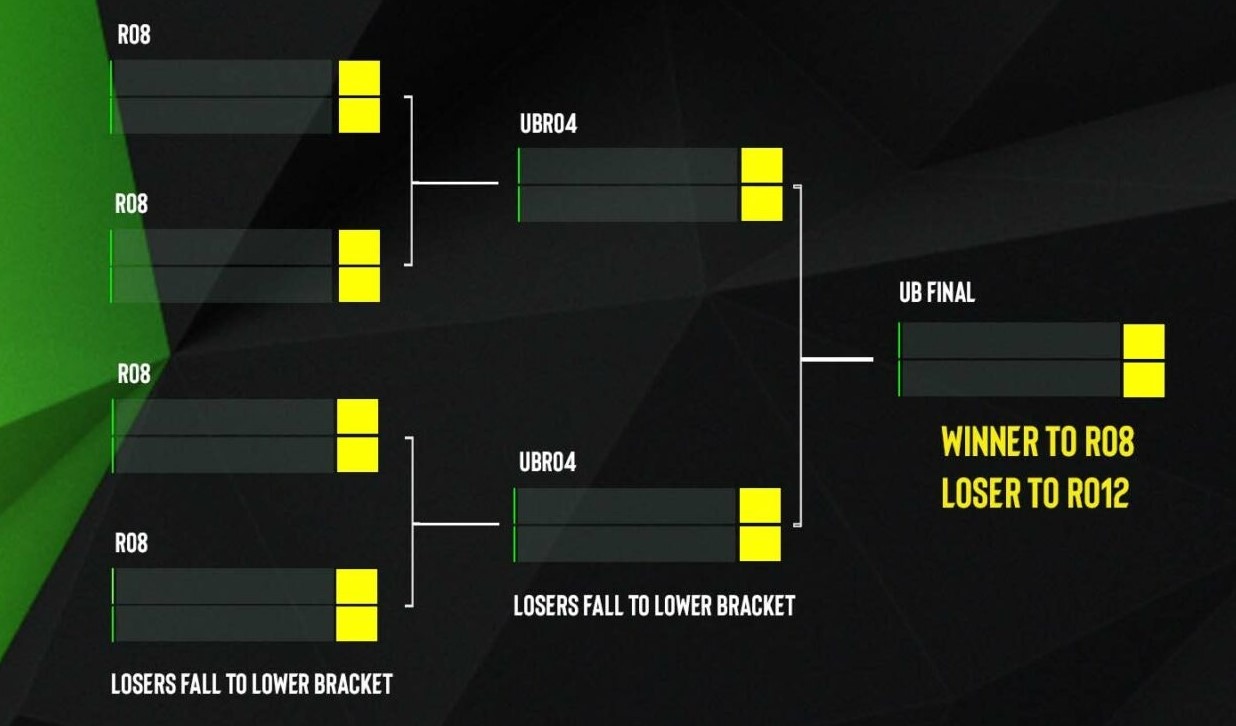 RO8
RO8
RO8
RO8
LOSERS FALL TO LOWER BRACKET
UBRO4
UBRO4
LOSERS FALL TO LOWER BRACKET
UB FINAL
WINNER TO RO8
LOSER TO RO12